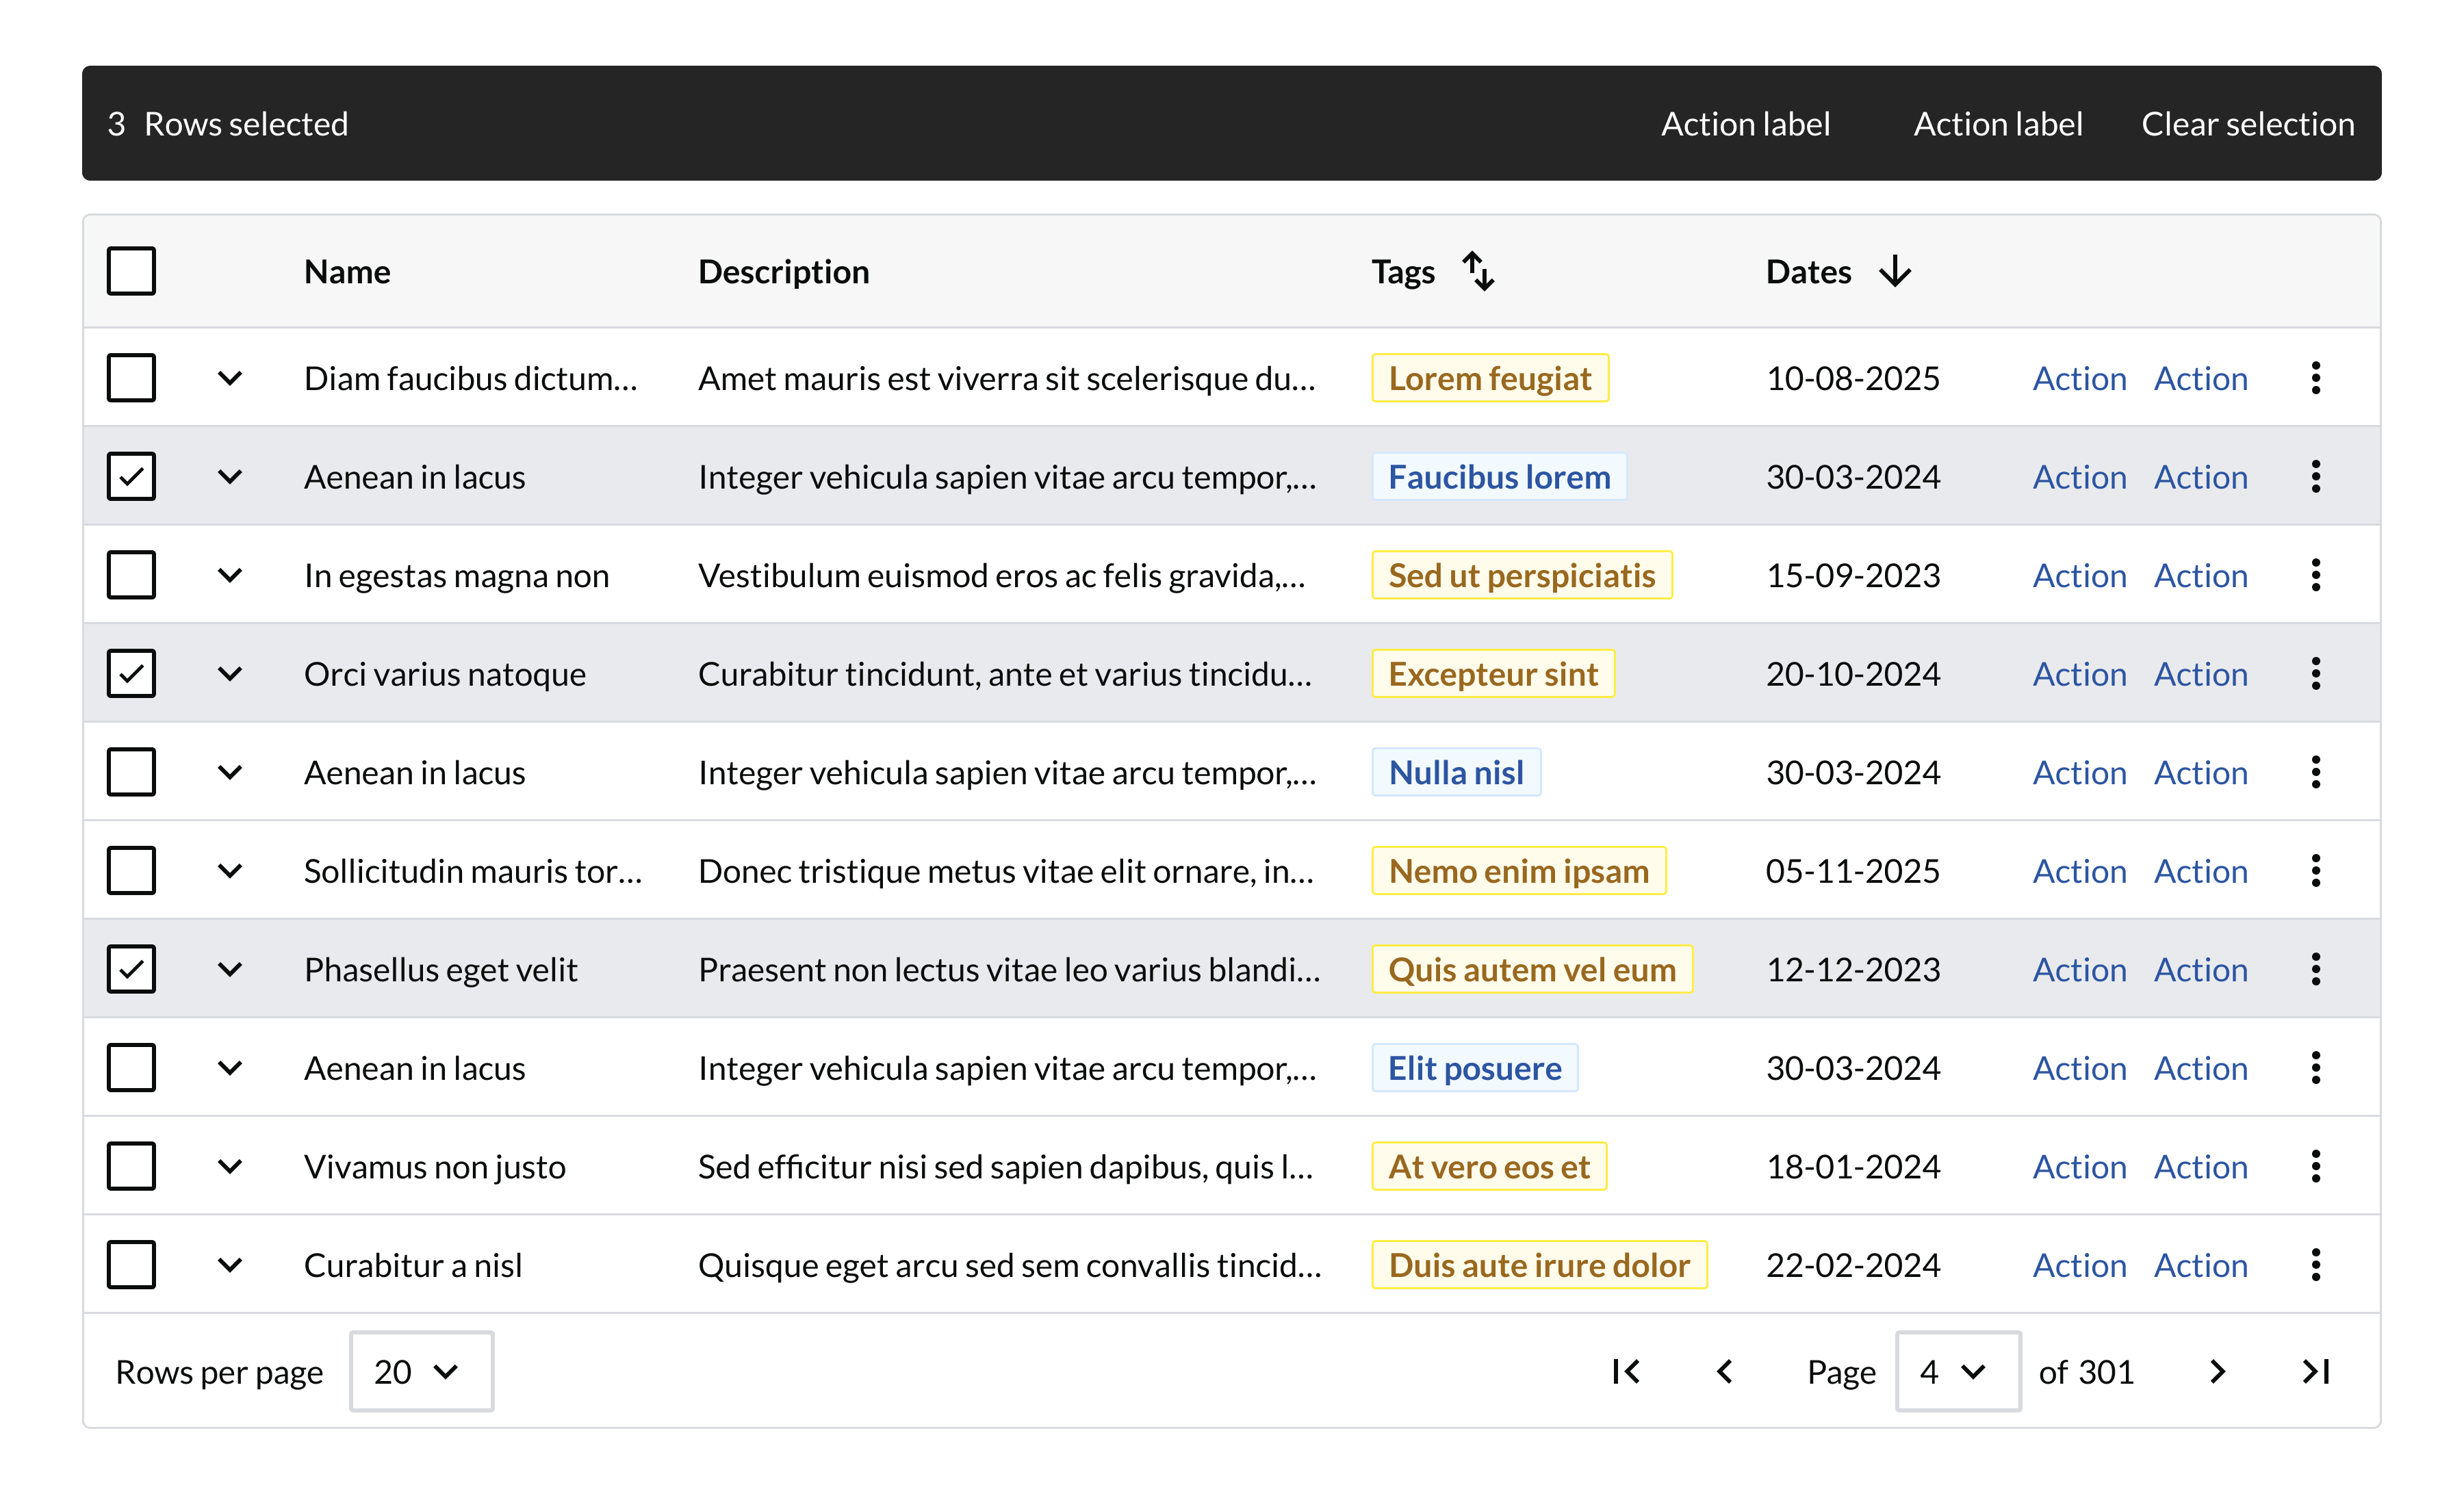 3 Rows selected Action label Action label Clear selection
Name Description Tags Dates
Diam faucibus dictum... Amet mauris est viverra sit scelerisque du... Lorem feugiat 10-08-2025 Action Action
Aenean in lacus Integer vehicula sapien vitae arcu tempor,... Faucibus lorem 30-03-2024 Action Action
In egestas magna non Vestibulum euismod eros ac felis gravida,... Sed ut perspiciatis 15-09-2023 Action Action
Orci varius natoque Curabitur tincidunt, ante et varius tincidu... Excepteur sint 20-10-2024 Action Action
Aenean in lacus Integer vehicula sapien vitae arcu tempor,... Nulla nisl 30-03-2024 Action Action
Sollicitudin mauris tor... Donec tristique metus vitae elit ornare, in... Nemo enim ipsam 05-11-2025 Action Action
Phasellus eget velit Praesent non lectus vitae leo varius blandi... Quis autem vel eum 12-12-2023 Action Action
Aenean in lacus Integer vehicula sapien vitae arcu tempor,... Elit posuere 30-03-2024 Action Action
Vivamus non justo Sed efficitur nisi sed sapien dapibus, quis l... At vero eos et 18-01-2024 Action Action
Curabitur a nisl Quisque eget arcu sed sem convallis tincid... Duis aute irure dolor 22-02-2024 Action Action
Rows per page 20 Page 4 of 301